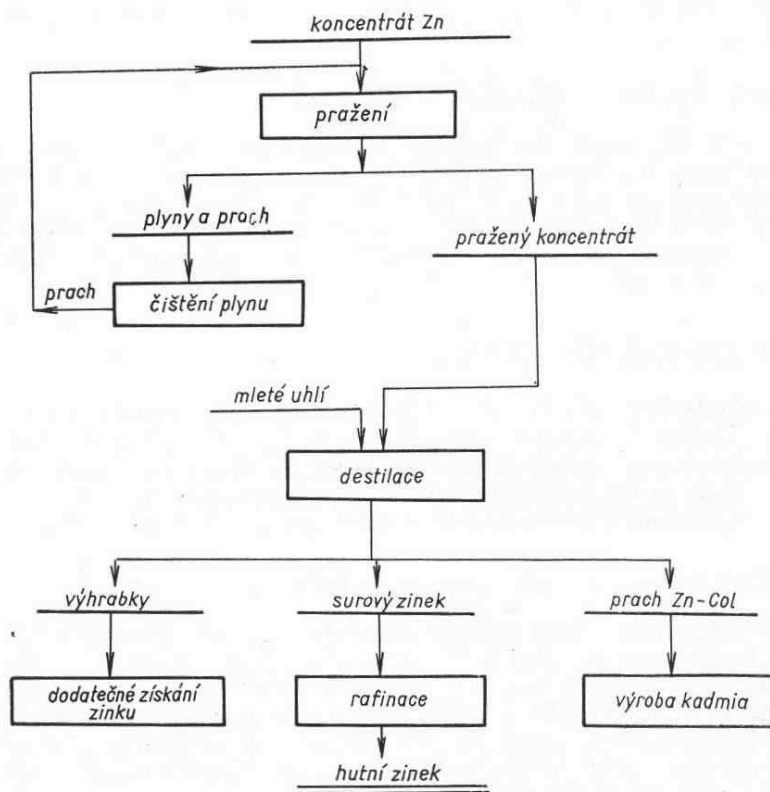 koncentrát Zn
pražení
plyny a prach
pražený koncentrát
prach
čištění plynu
mleté uhlí
destilace
výhrabky
surový zinek
prach Zn-Col
dodatečné získání
zinku
rafinace
výroba kadmia
hutní zinek